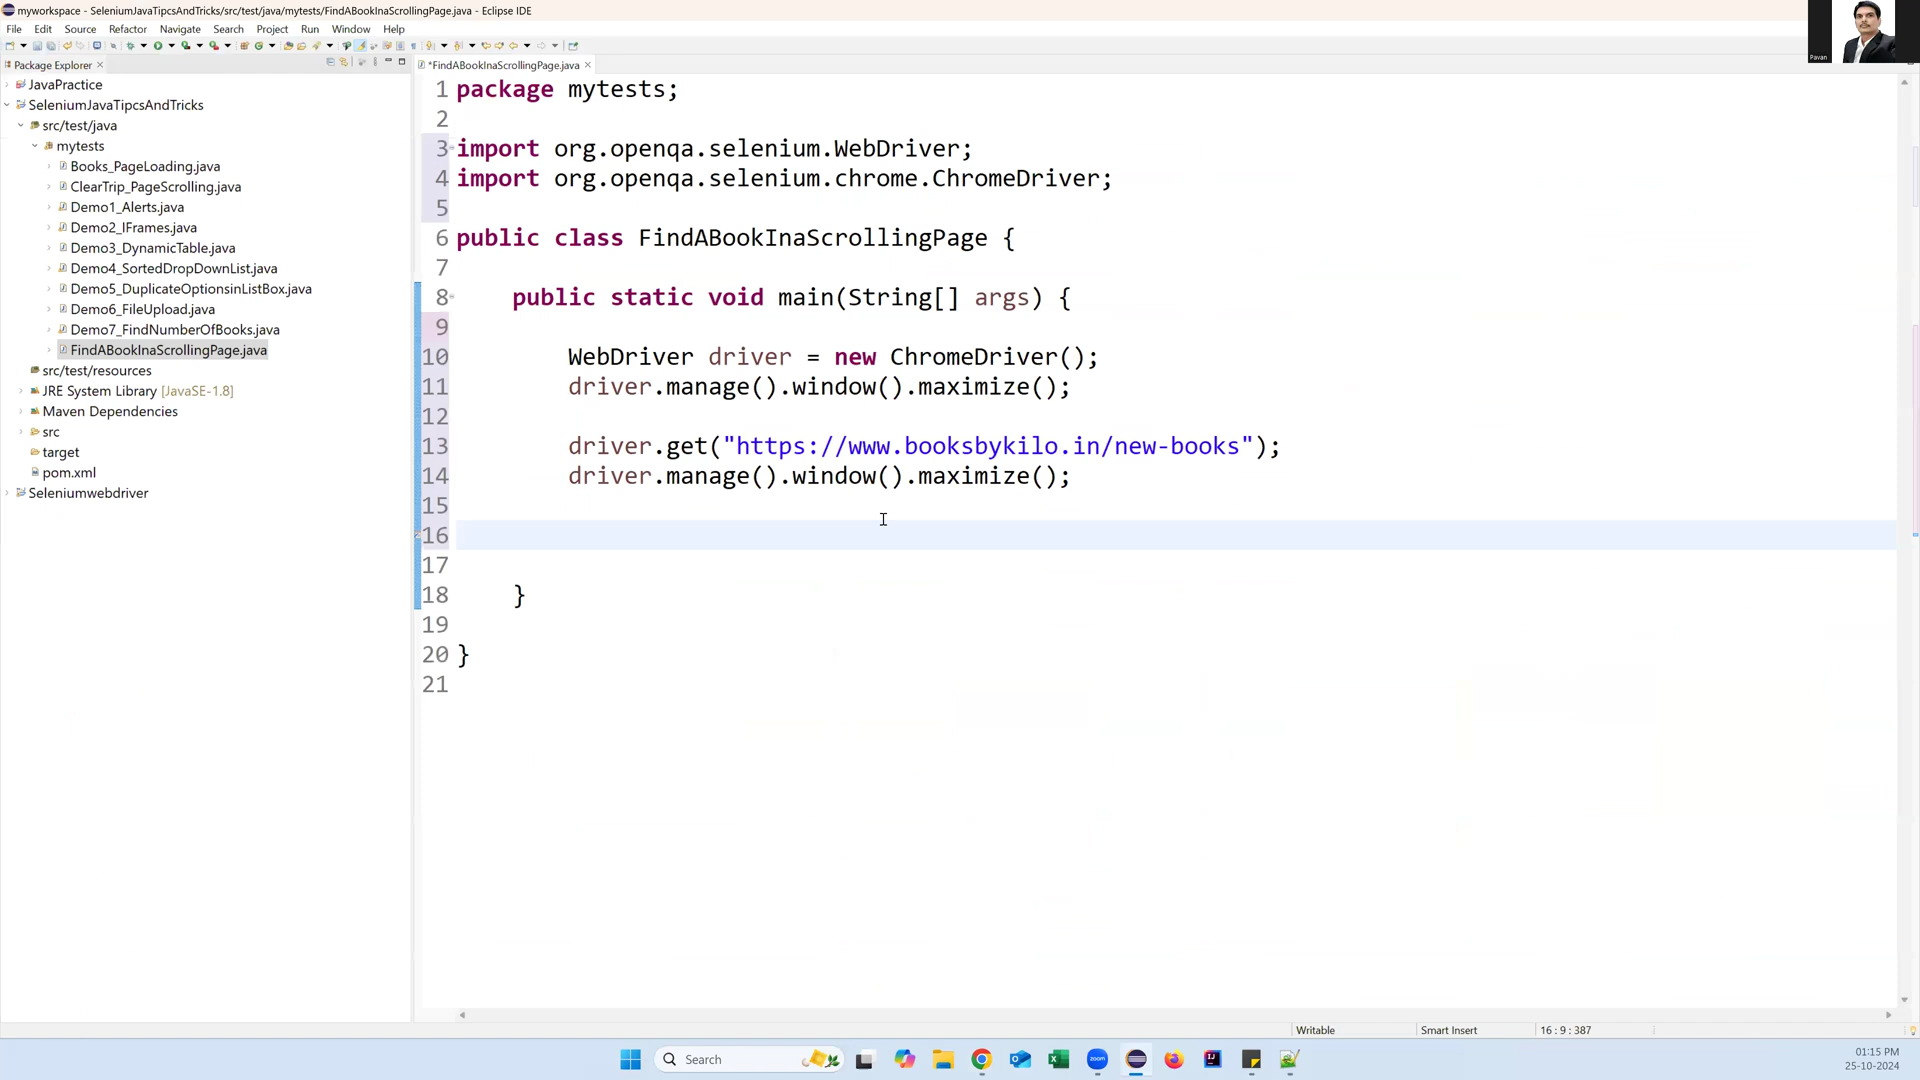 myworkspace - SeleniumJavaTipcsAndTricks/src/test/java/mytests/FindABookInaScrollingPage.java - Eclipse IDE
File Edit Source Refactor Navigate Search Project Run Window Help
Package Explorer
JavaPractice
SeleniumJavaTipcsAndTricks
src/test/java
mytests
Books_PageLoading.java
ClearTrip_PageScrolling.java
Demo1_Alerts.java
Demo2_IFrames.java
Demo3_DynamicTable.java
Demo4_SortedDropDownList.java
Demo5_DuplicateOptionsinListBox.java
Demo6_FileUpload.java
Demo7_FindNumberOfBooks.java
FindABookInaScrollingPage.java
src/test/resources
JRE System Library [JavaSE-1.8]
Maven Dependencies
src
target
pom.xml
Seleniumwebdriver
*FindABookInaScrollingPage.java
1 package mytests;
2
3 import org.openqa.selenium.WebDriver;
4 import org.openqa.selenium.chrome.ChromeDriver;
5
6 public class FindABookInaScrollingPage {
7
8 public static void main(String[] args) {
9
10 WebDriver driver = new ChromeDriver();
11 driver.manage().window().maximize();
12
13 driver.get("https://www.booksbykilo.in/new-books");
14 driver.manage().window().maximize();
15
16
17
18 }
19
20 }
21
Pavan
Writable Smart Insert 16 : 9 : 387
Search
zoom
01:15 PM
25-10-2024